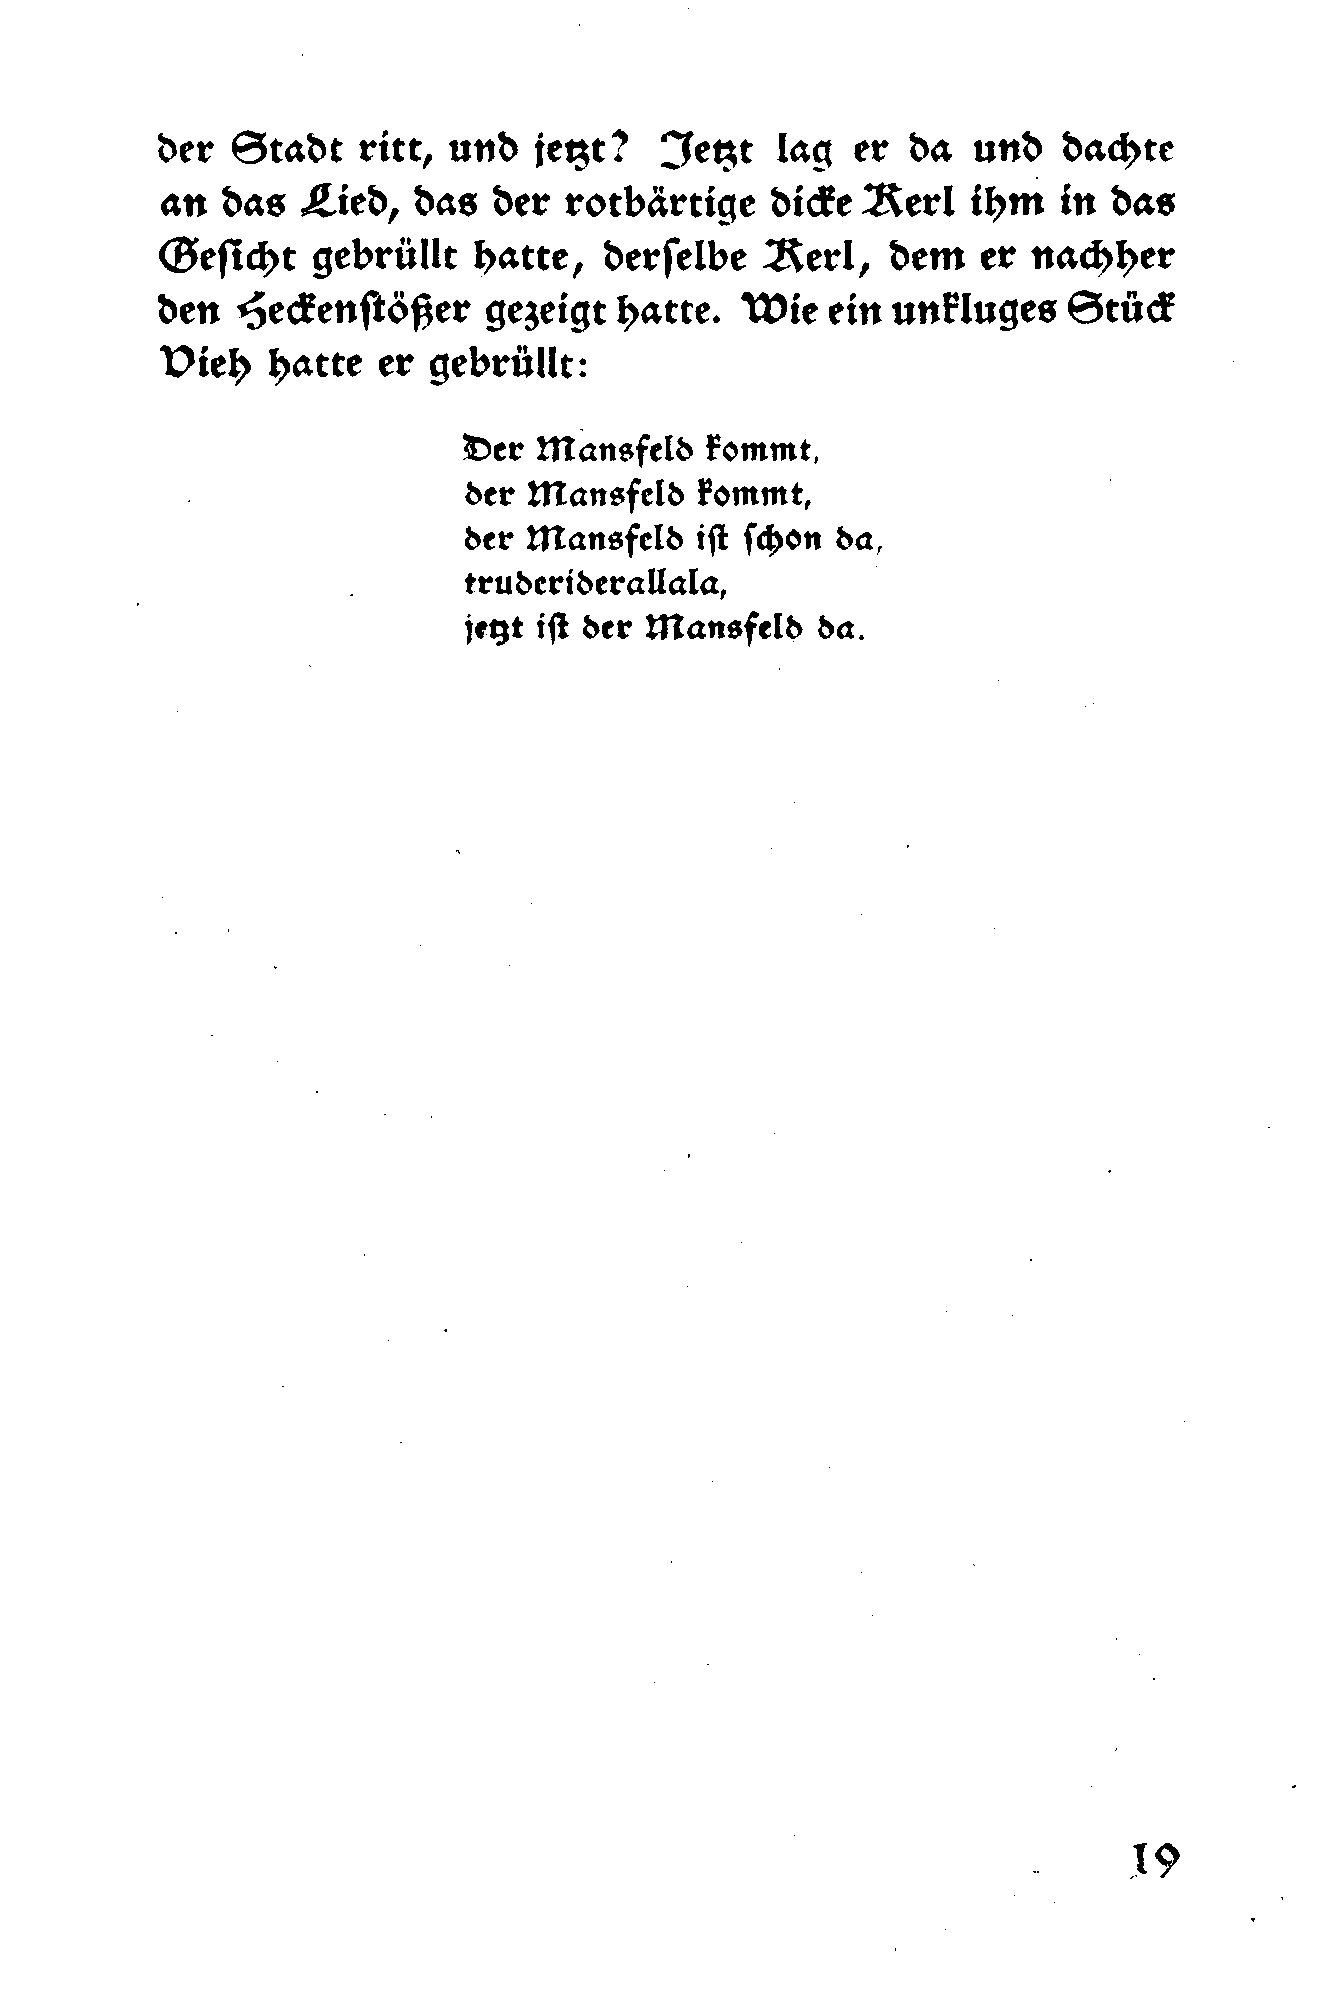 der Stadt ritt, und jetzt? Jetzt lag er da und dachte
an das Lied, das der rotbärtige dicke Kerl ihm in das
Geſicht gebrüllt hatte, derſelbe Kerl, dem er nachher
den Heckenſtößer gezeigt hatte. Wie ein unkluges Stück
Vieh hatte er gebrüllt:
Der Mansfeld kommt,
der Mansfeld kommt,
der Mansfeld iſt ſchon da,
truderiderallala,
jetzt iſt der Mansfeld da.
19